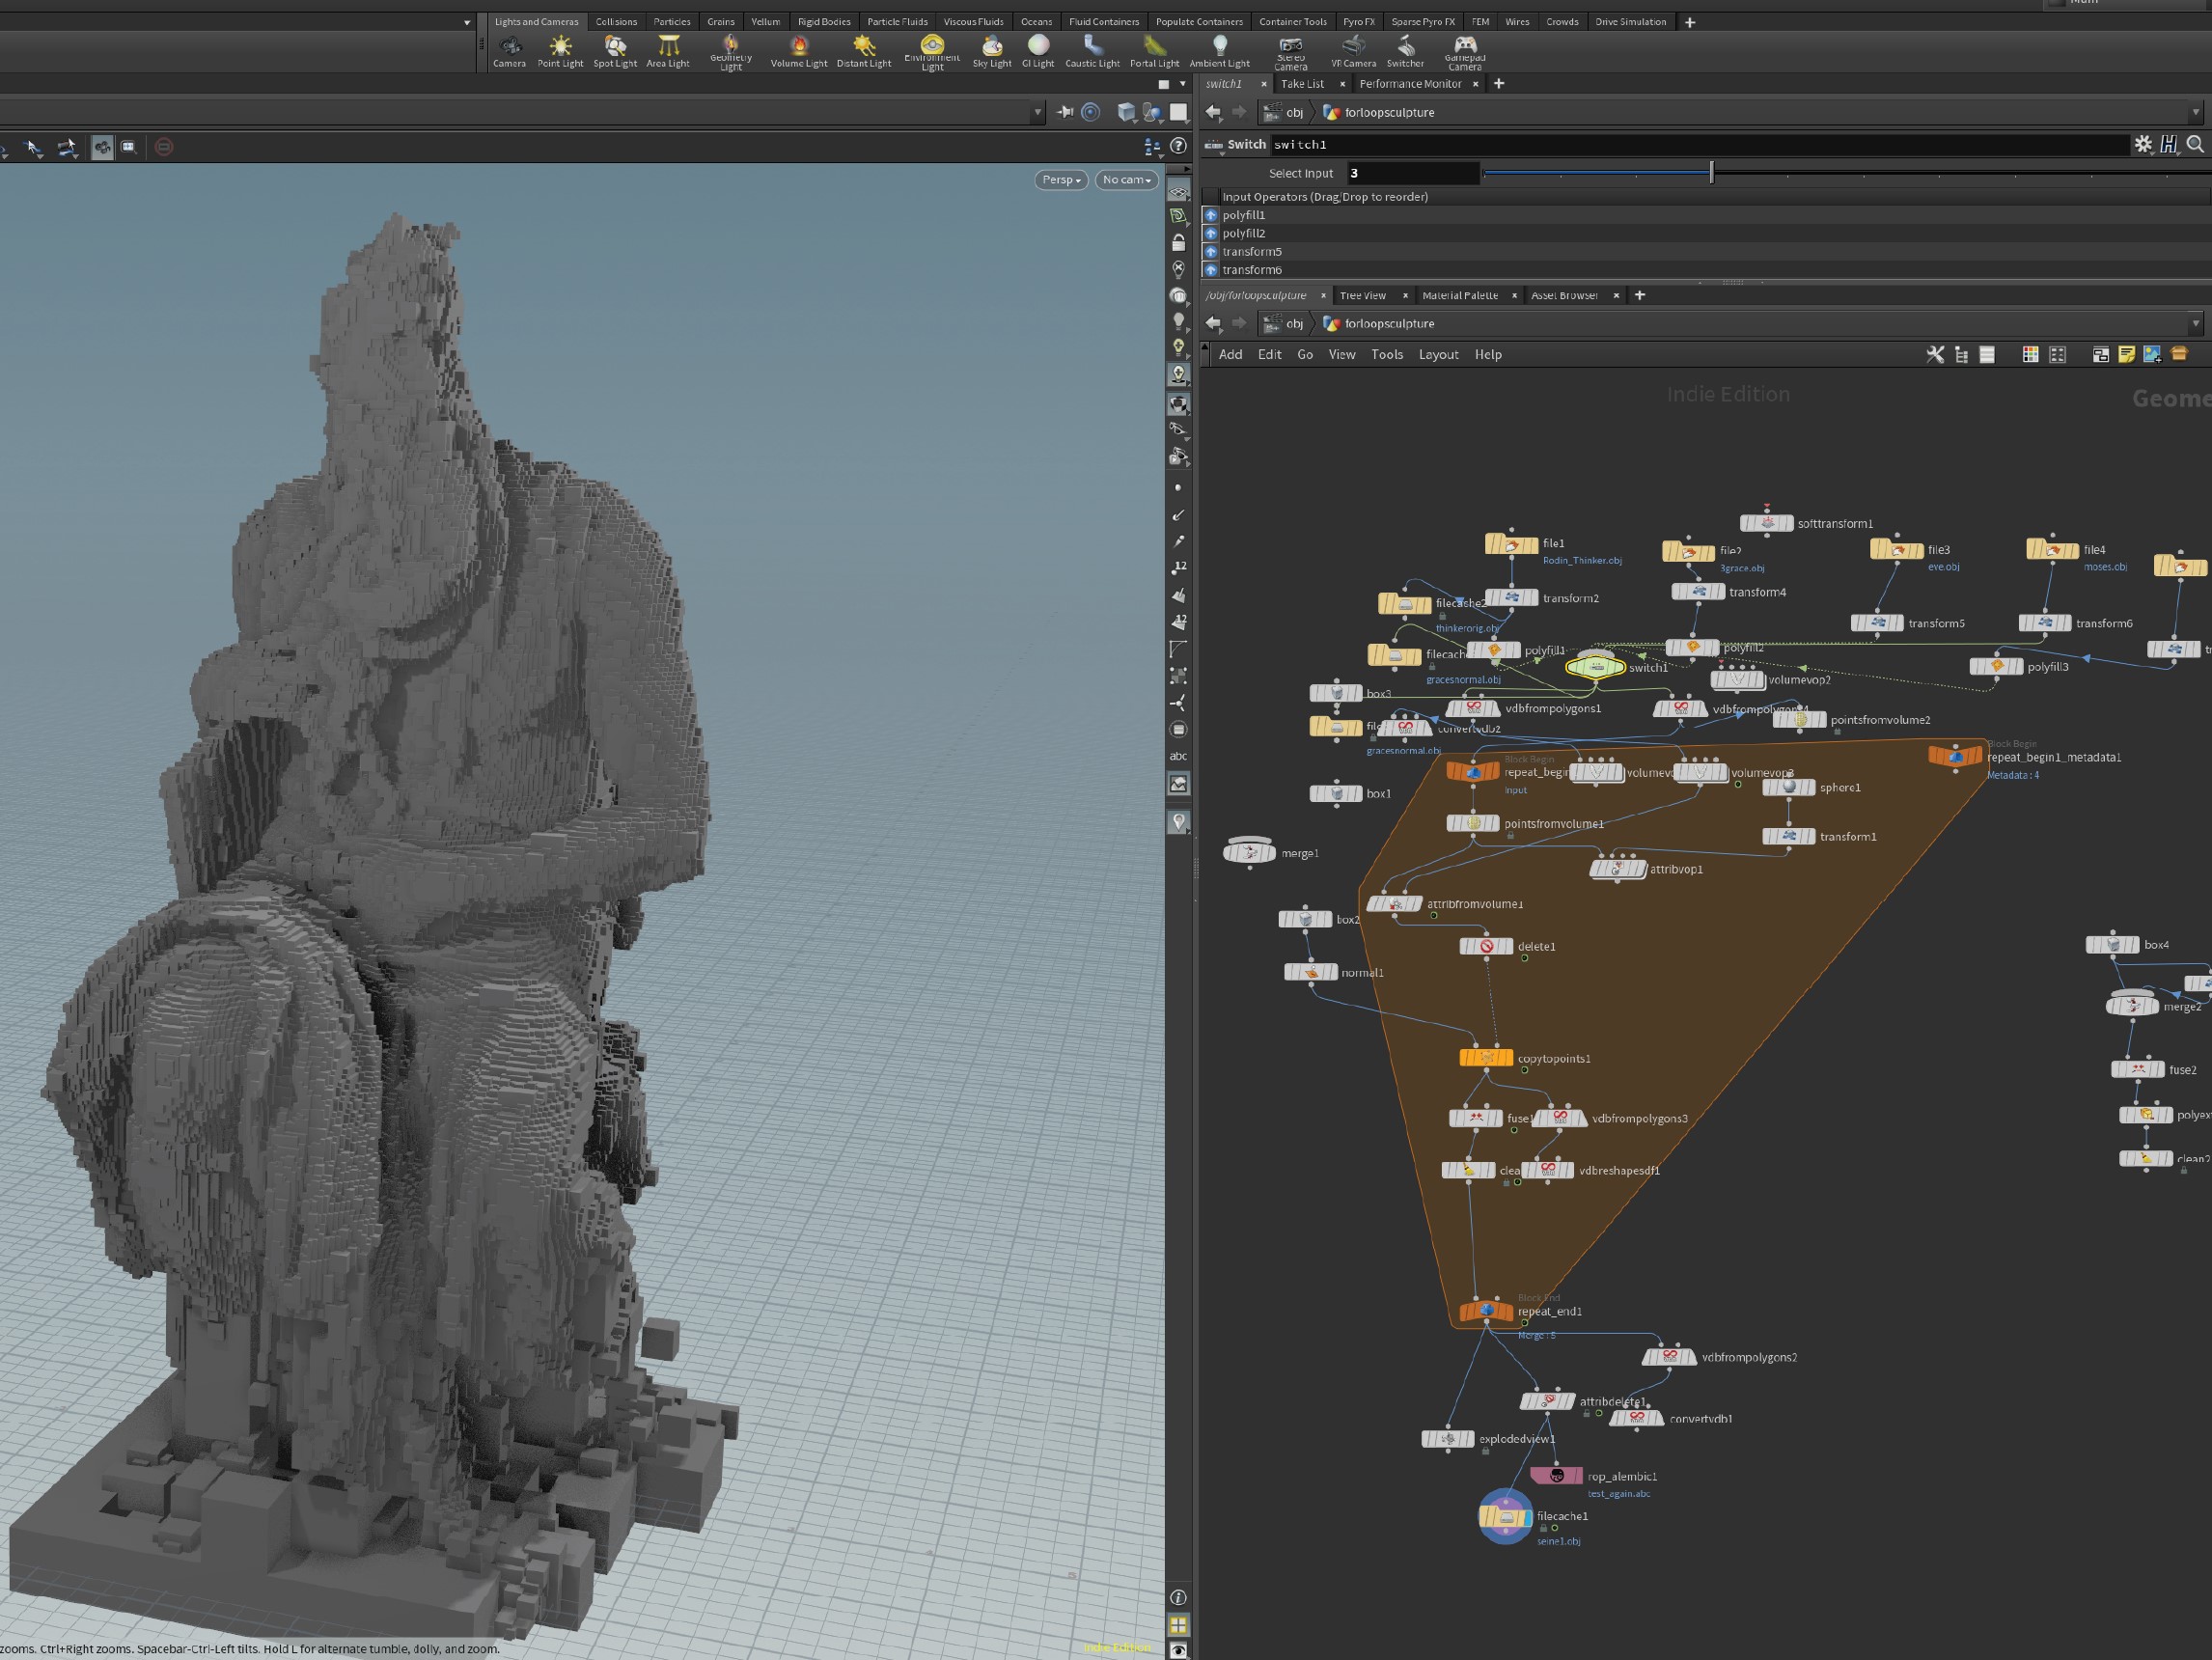 Lights and Cameras Collisions Particles Grains Vellum Rigid Bodies Particle Fluids Viscous Fluids Oceans Fluid Containers Populate Containers Container Tools Pyro FX Sparse Pyro FX FEM Wires Crowds Drive Simulation
Camera Point Light Spot Light Area Light Geometry Light Volume Light Distant Light Environment Light Sky Light GI Light Caustic Light Portal Light Ambient Light Stereo Camera VR Camera Switcher Gamepad Camera
switch1 Take List Performance Monitor
obj forloopsculpture
Switch switch1
Select Input 3
Persp No cam
Input Operators (Drag/Drop to reorder)
polyfill1
polyfill2
transform5
transform6
/obj/forloopsculpture Tree View Material Palette Asset Browser
obj forloopsculpture
Add Edit Go View Tools Layout Help
Indie Edition Geome
softtransform1
file1
Rodin_Thinker.obj
file2
3grace.obj
file3
eve.obj
file4
moses.obj
filecache2
thinkerorig.obj
transform2
transform4
transform5
transform6
filecach
gracesnormal.obj
polyfill1
switch1
polyfill2
polyfill3
volumevop2
box3
vdbfrompolygons1
pointsfromvolume2
convertvdb2
gracesnormal.obj
Block Begin
repeat_begin
Input
volumevop3
Block Begin
repeat_begin1_metadata1
Metadata : 4
sphere1
box1
pointsfromvolume1
transform1
merge1
attribvop1
attribfromvolume1
box2
delete1
box4
normal1
merge2
copytopoints1
fuse2
fuse1
vdbfrompolygons3
polyex
clea
vdbreshapesdf1
clean2
Block End
repeat_end1
Merge : 5
vdbfrompolygons2
attribdelete1
convertvdb1
explodedview1
rop_alembic1
test_again.abc
filecache1
seine1.obj
zooms. Ctrl+Right zooms. Spacebar-Ctrl-Left tilts. Hold L for alternate tumble, dolly, and zoom.
Indie Edition
12
12
abc